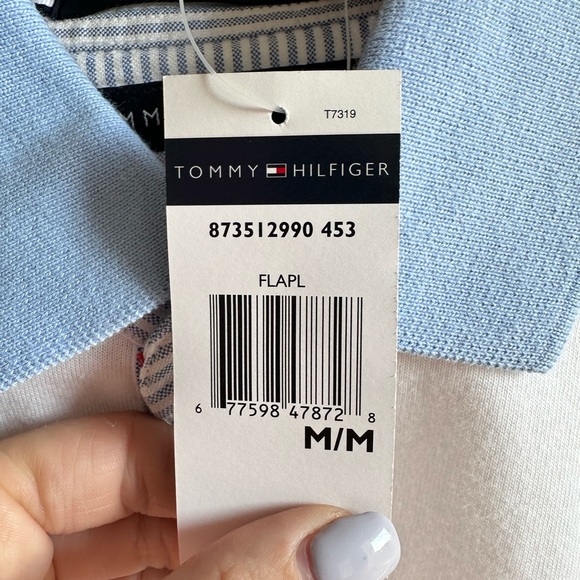 T7319
TOMMY HILFIGER
873512990 453
FLAPL
6 77598 47872 8
M/M